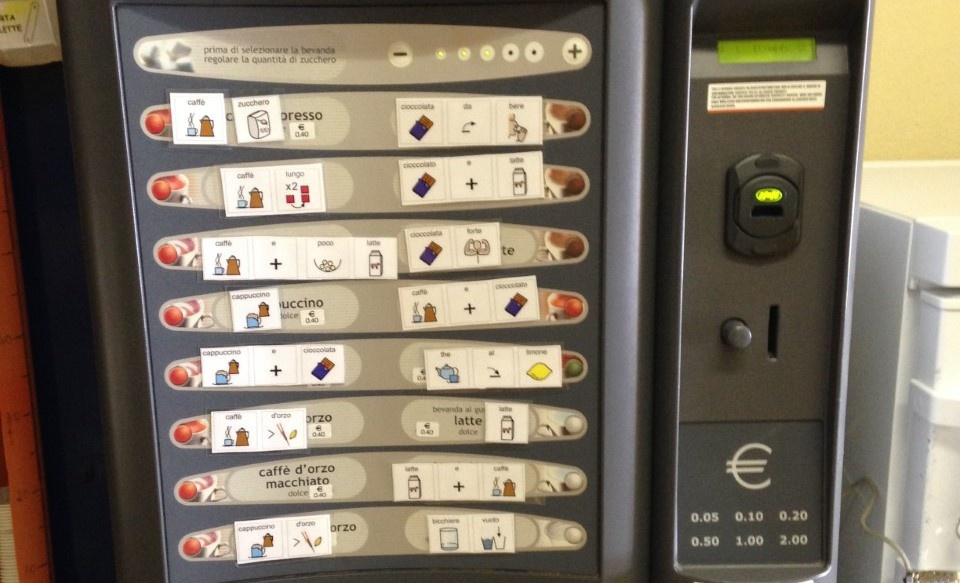 prima di selezionare la bevanda
regolare la quantità di zucchero
−
+
caffè
zucchero
presso
€
0.40
cioccolata
da
bere
caffè
lungo
x2
cioccolato
e
latte
+
caffè
e
poco
latte
+
cioccolata
forte
te
cappuccino
uccino
dolce
€
0.40
caffè
e
cioccolato
+
cappuccino
e
cioccolata
+
the
al
limone
caffè
d'orzo
>
orzo
€
0.40
bevanda al gu
latte
dolce
€
0.40
latte
caffè d'orzo
macchiato
dolce
€
0.40
latte
e
caffè
+
cappuccino
d'orzo
>
orzo
bicchiere
vuoto
€
0.05 0.10 0.20
0.50 1.00 2.00